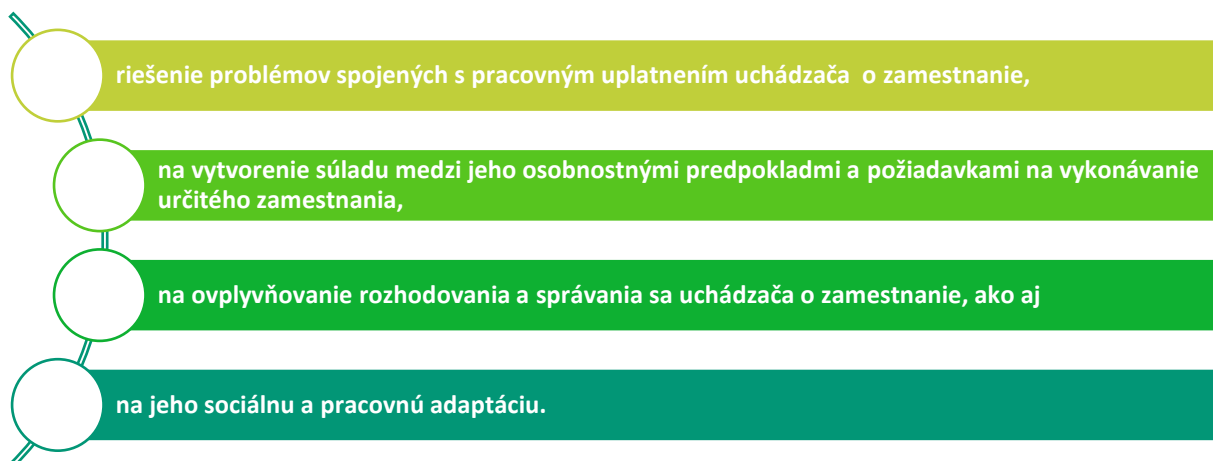 riešenie problémov spojených s pracovným uplatnením uchádzača o zamestnanie,
na vytvorenie súladu medzi jeho osobnostnými predpokladmi a požiadavkami na vykonávanie
určitého zamestnania,
na ovplyvňovanie rozhodovania a správania sa uchádzača o zamestnanie, ako aj
na jeho sociálnu a pracovnú adaptáciu.